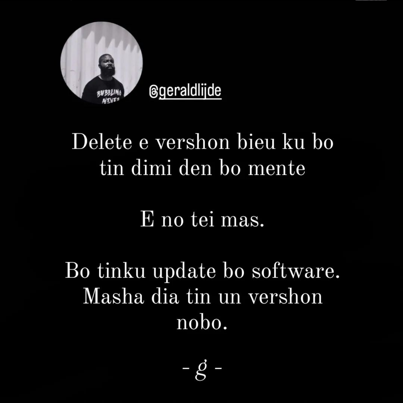 @geraldlijde
Delete e vershon bieu ku bo
tin dimi den bo mente
E no tei mas.
Bo tinku update bo software.
Masha dia tin un vershon
nobo.
- g -